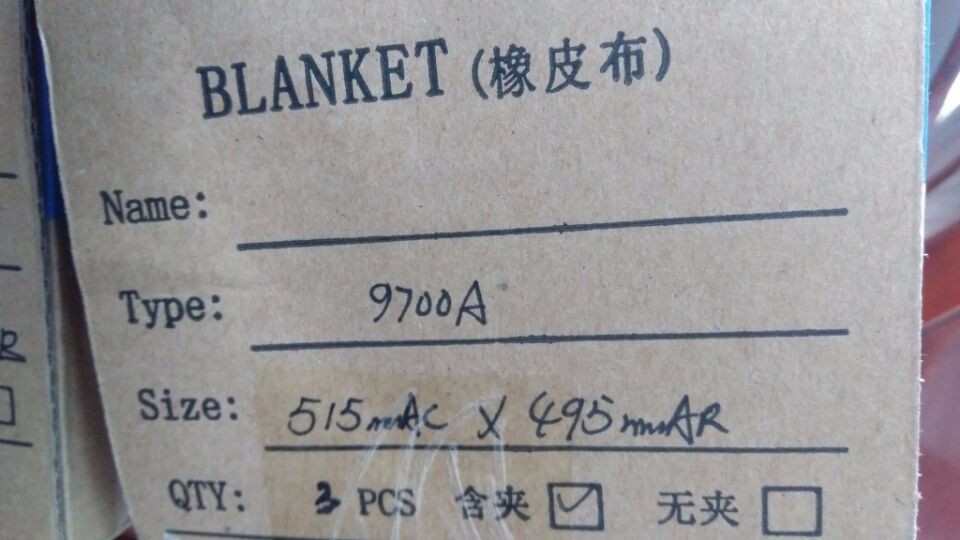 BLANKET (橡皮布)
Name:
Type: 9700A
Size: 515mmAC X 495mmAR
QTY: 3 PCS 含夹 ☑ 无夹 ☐